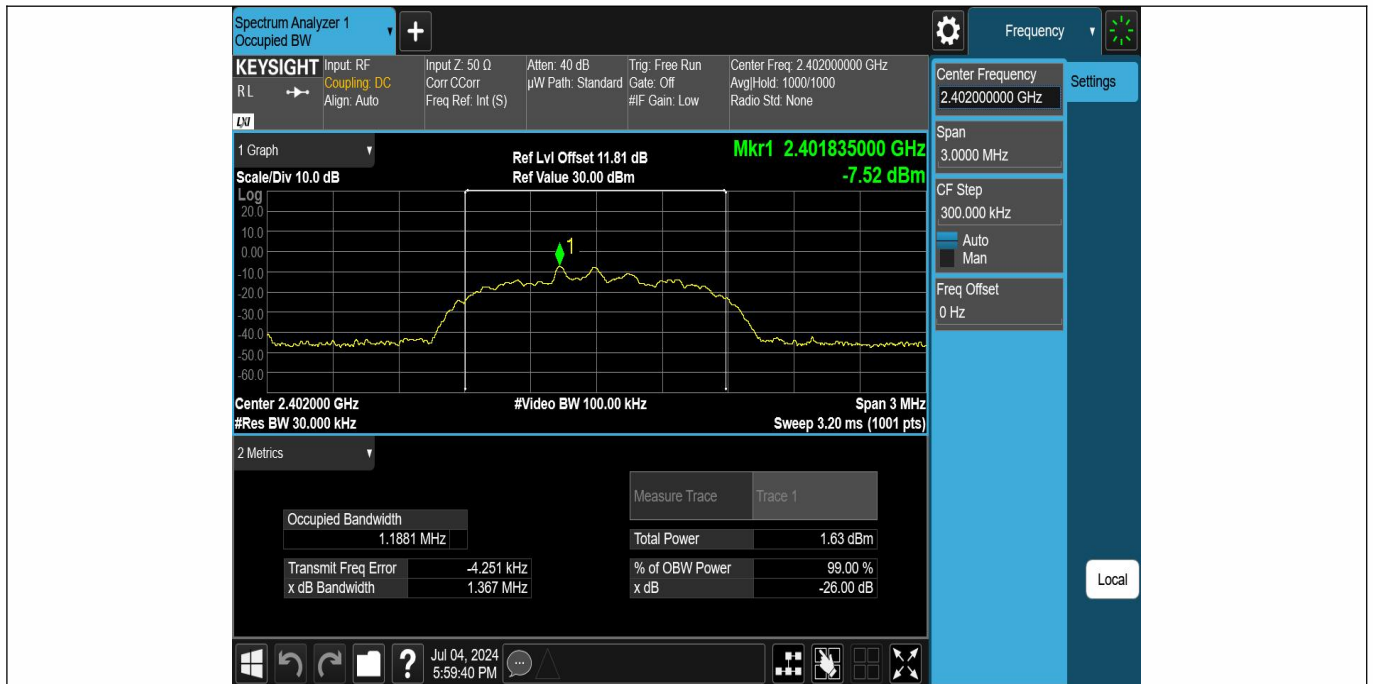 Spectrum Analyzer 1
Occupied BW
Frequency
KEYSIGHT
RL
LXI
Input: RF
Coupling: DC
Align: Auto
Input Z: 50 Ω
Corr CCorr
Freq Ref: Int (S)
Atten: 40 dB
µW Path: Standard
Trig: Free Run
Gate: Off
#IF Gain: Low
Center Freq: 2.402000000 GHz
Avg|Hold: 1000/1000
Radio Std: None
Center Frequency
2.402000000 GHz
Settings
Span
3.0000 MHz
CF Step
300.000 kHz
Auto
Man
Freq Offset
0 Hz
Local
1 Graph
Scale/Div 10.0 dB
Ref Lvl Offset 11.81 dB
Ref Value 30.00 dBm
Mkr1 2.401835000 GHz
-7.52 dBm
Log
20.0
10.0
0.00
-10.0
-20.0
-30.0
-40.0
-50.0
-60.0
1
Center 2.402000 GHz
#Res BW 30.000 kHz
#Video BW 100.00 kHz
Span 3 MHz
Sweep 3.20 ms (1001 pts)
2 Metrics
Measure Trace Trace 1
Occupied Bandwidth
1.1881 MHz
Total Power 1.63 dBm
Transmit Freq Error -4.251 kHz
% of OBW Power 99.00 %
x dB Bandwidth 1.367 MHz
x dB -26.00 dB
?
Jul 04, 2024
5:59:40 PM